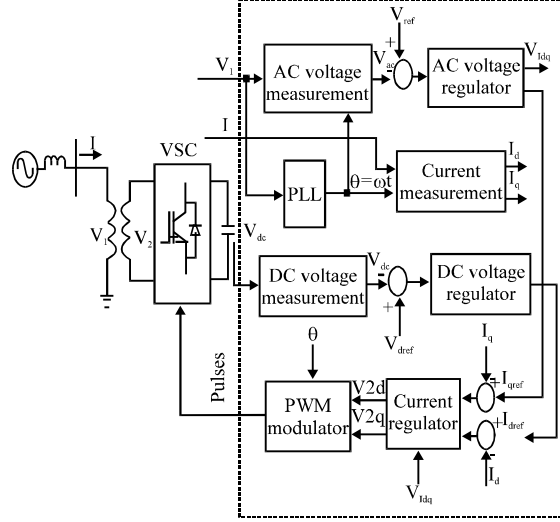 V_ref
+
V_1
AC voltage
measurement
V_ac
-
AC voltage
regulator
V_Idq
I
I
VSC
PLL
θ=ωt
Current
measurement
I_d
I_q
V_1
V_2
V_dc
DC voltage
measurement
V_dc
-
+
V_dref
DC voltage
regulator
θ
I_q
Pulses
PWM
modulator
V2d
V2q
Current
regulator
-
+I_qref
+I_dref
-
I_d
V_Idq